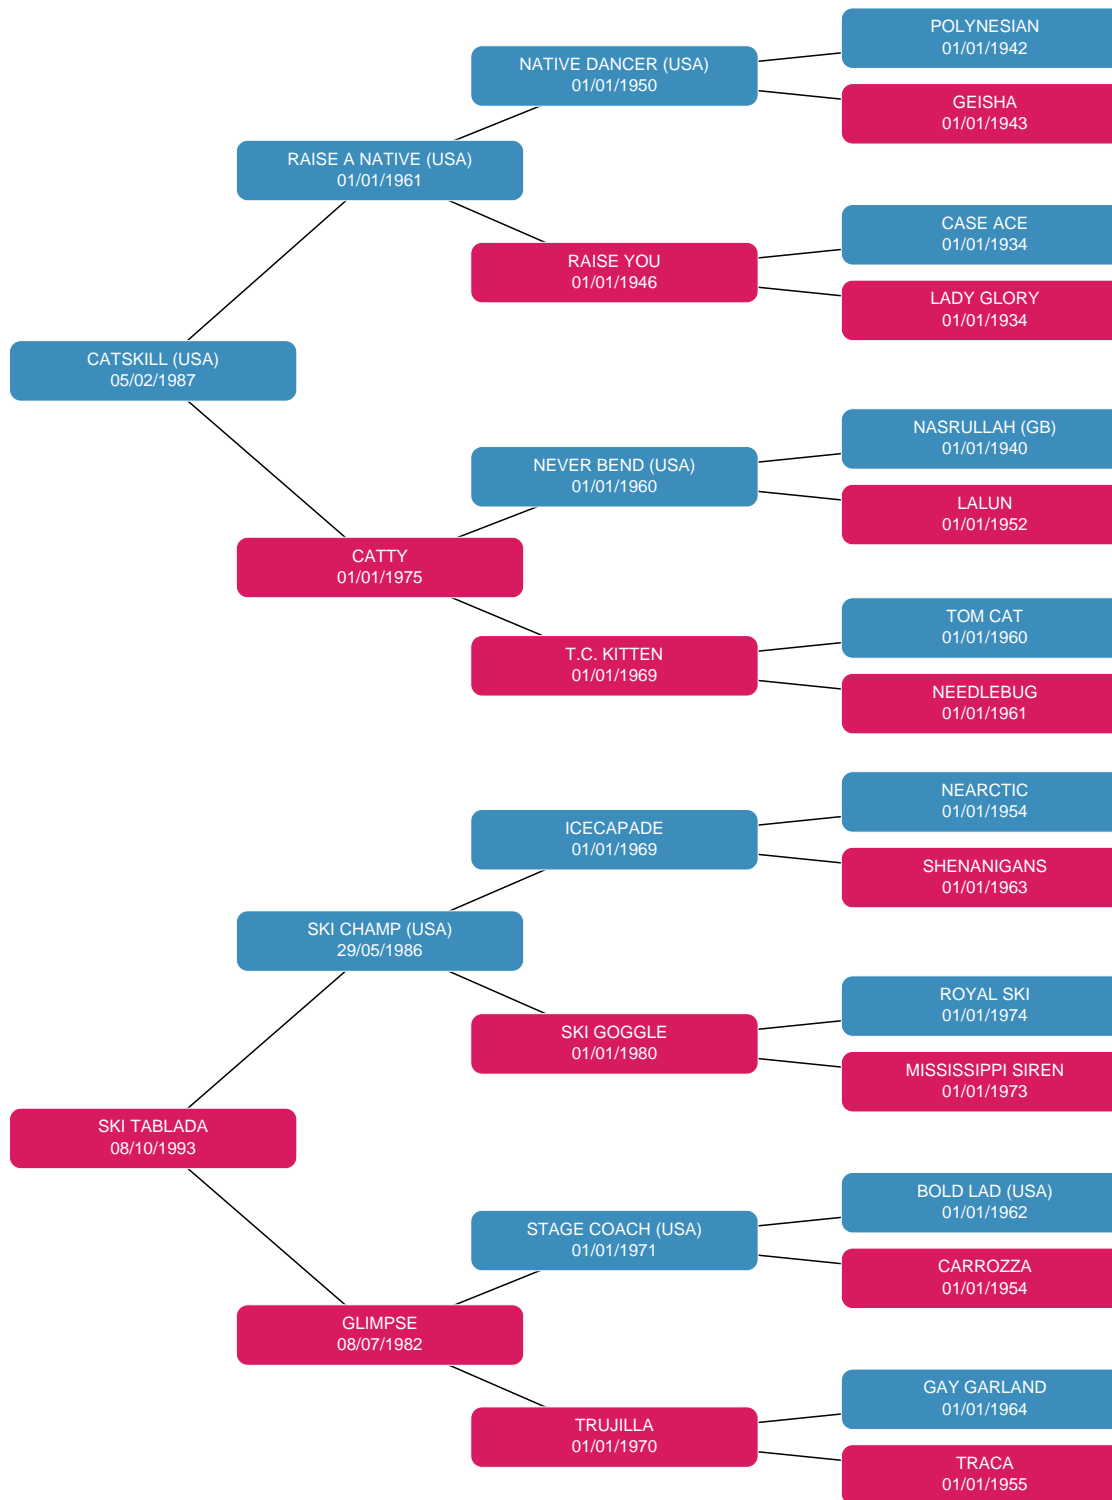 POLYNESIAN
01/01/1942
NATIVE DANCER (USA)
01/01/1950
GEISHA
01/01/1943
RAISE A NATIVE (USA)
01/01/1961
CASE ACE
01/01/1934
RAISE YOU
01/01/1946
LADY GLORY
01/01/1934
CATSKILL (USA)
05/02/1987
NASRULLAH (GB)
01/01/1940
NEVER BEND (USA)
01/01/1960
LALUN
01/01/1952
CATTY
01/01/1975
TOM CAT
01/01/1960
T.C. KITTEN
01/01/1969
NEEDLEBUG
01/01/1961
NEARCTIC
01/01/1954
ICECAPADE
01/01/1969
SHENANIGANS
01/01/1963
SKI CHAMP (USA)
29/05/1986
ROYAL SKI
01/01/1974
SKI GOGGLE
01/01/1980
MISSISSIPPI SIREN
01/01/1973
SKI TABLADA
08/10/1993
BOLD LAD (USA)
01/01/1962
STAGE COACH (USA)
01/01/1971
CARROZZA
01/01/1954
GLIMPSE
08/07/1982
GAY GARLAND
01/01/1964
TRUJILLA
01/01/1970
TRACA
01/01/1955